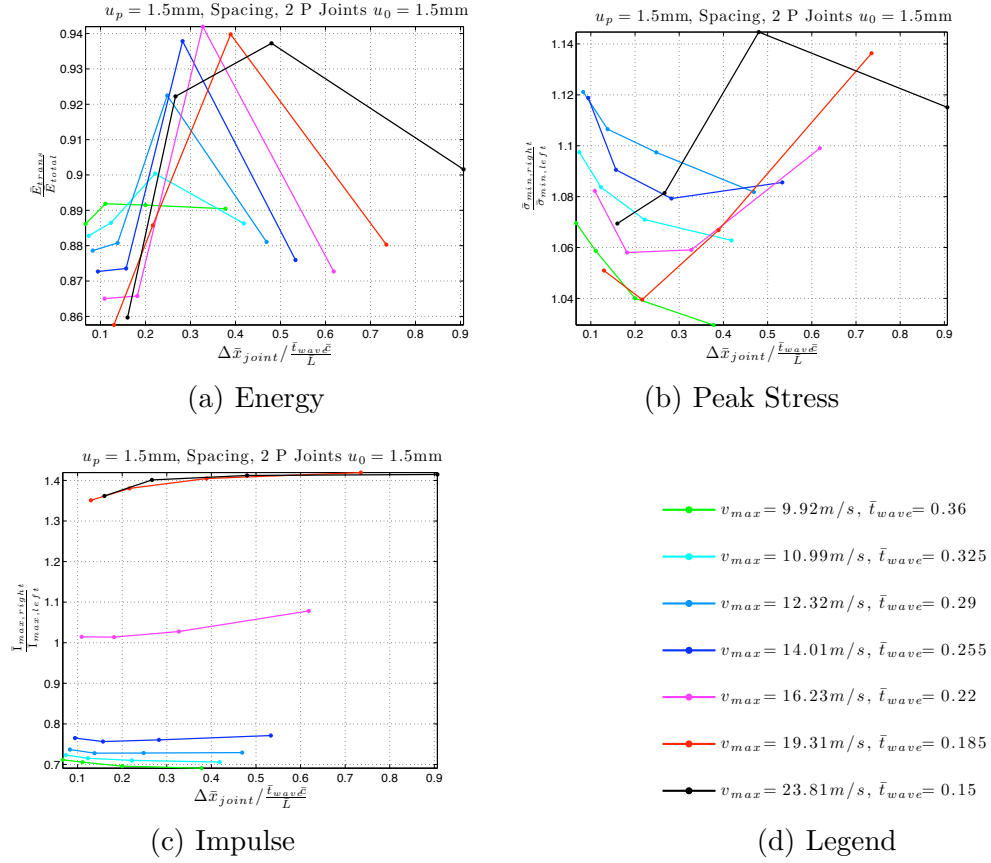 u_p = 1.5mm, Spacing, 2 P Joints u_0 = 1.5mm
0.94
0.93
0.92
0.91
0.9
0.89
0.88
0.87
0.86
Ē_trans / Ē_total
0.1 0.2 0.3 0.4 0.5 0.6 0.7 0.8 0.9
Δx̄_joint / (t̄_wave c̄ / L̄)
(a) Energy
u_p = 1.5mm, Spacing, 2 P Joints u_0 = 1.5mm
1.14
1.12
1.1
1.08
1.06
1.04
σ̄_min,right / σ̄_min,left
0.1 0.2 0.3 0.4 0.5 0.6 0.7 0.8 0.9
Δx̄_joint / (t̄_wave c̄ / L̄)
(b) Peak Stress
u_p = 1.5mm, Spacing, 2 P Joints u_0 = 1.5mm
1.4
1.3
1.2
1.1
1
0.9
0.8
0.7
Ī_max,right / Ī_max,left
0.1 0.2 0.3 0.4 0.5 0.6 0.7 0.8 0.9
Δx̄_joint / (t̄_wave c̄ / L̄)
(c) Impulse
v_max = 9.92m/s, t̄_wave = 0.36
v_max = 10.99m/s, t̄_wave = 0.325
v_max = 12.32m/s, t̄_wave = 0.29
v_max = 14.01m/s, t̄_wave = 0.255
v_max = 16.23m/s, t̄_wave = 0.22
v_max = 19.31m/s, t̄_wave = 0.185
v_max = 23.81m/s, t̄_wave = 0.15
(d) Legend